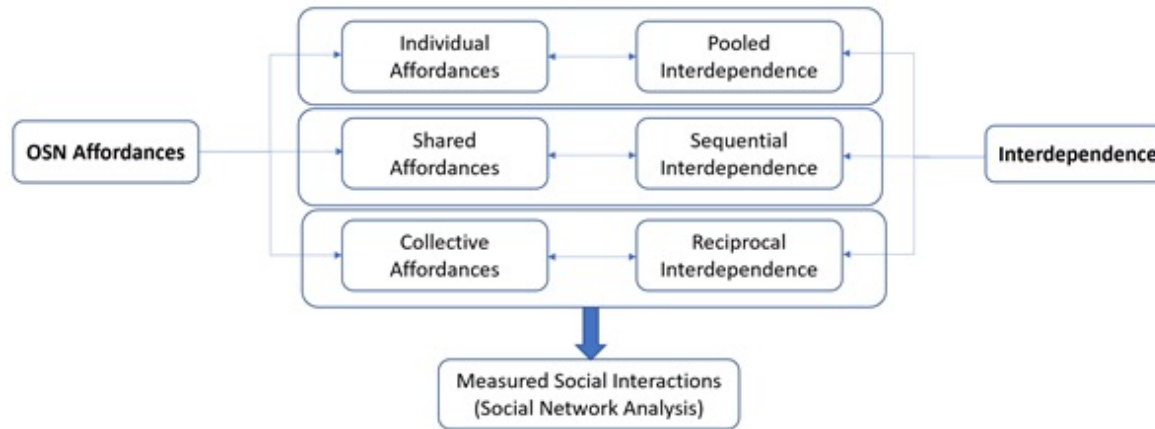 Individual
Affordances
Pooled
Interdependence
OSN Affordances
Shared
Affordances
Sequential
Interdependence
Interdependence
Collective
Affordances
Reciprocal
Interdependence
Measured Social Interactions
(Social Network Analysis)